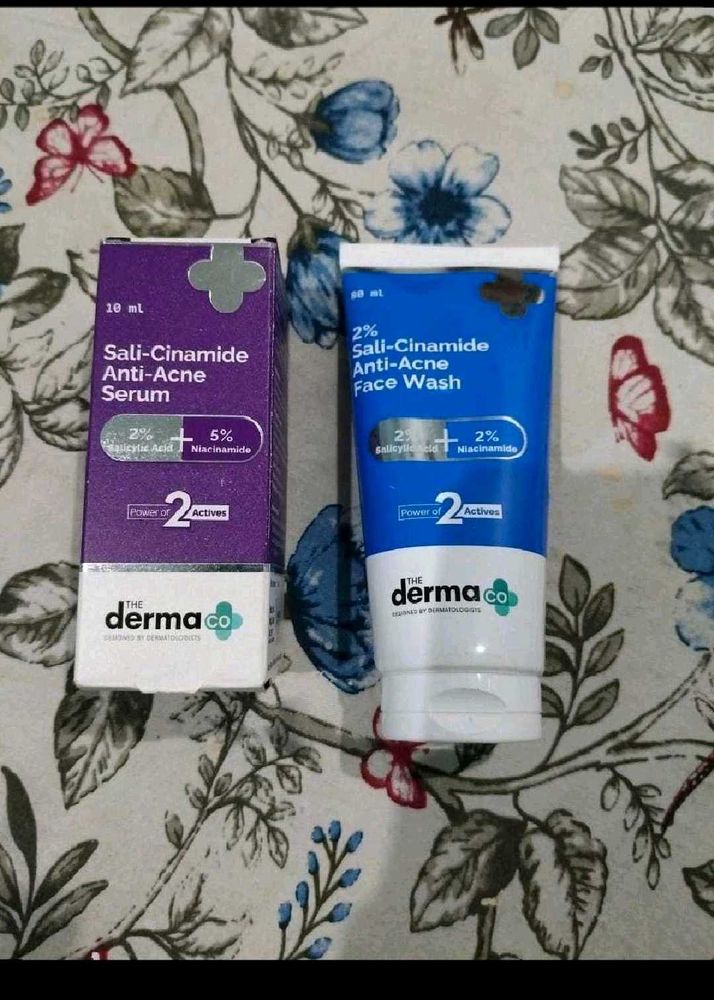 10 ml
Sali-Cinamide
Anti-Acne
Serum
2%
Salicylic Acid
+
5%
Niacinamide
Power of 2 Actives
THE
derma co
DESIGNED BY DERMATOLOGISTS
80 ml
2%
Sali-Cinamide
Anti-Acne
Face Wash
2%
Salicylic Acid
+
2%
Niacinamide
Power of 2 Actives
THE
derma co
DESIGNED BY DERMATOLOGISTS